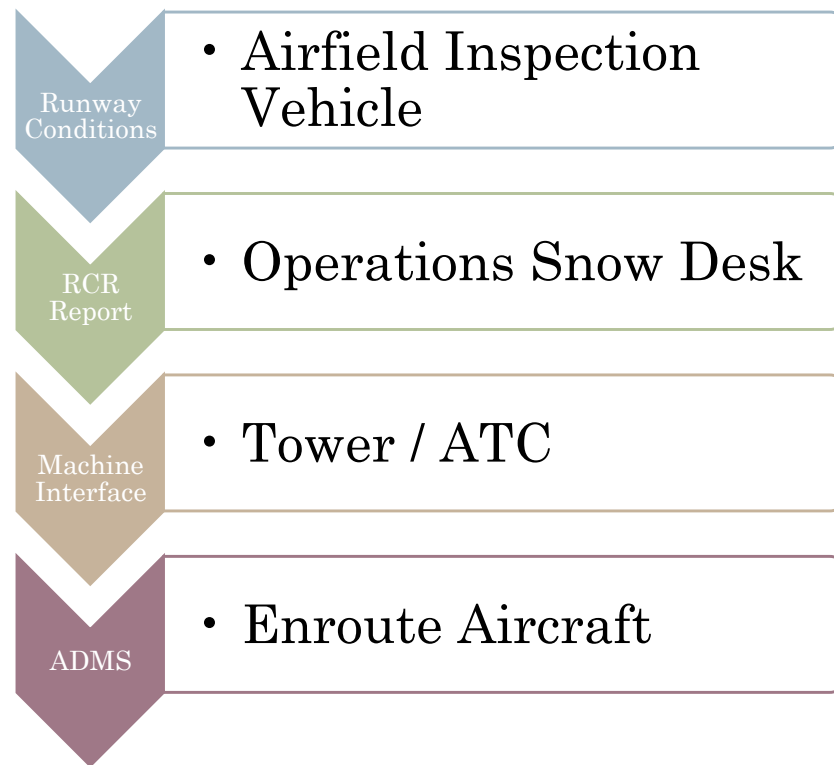 Runway
Conditions
• Airfield Inspection
Vehicle
RCR
Report
• Operations Snow Desk
Machine
Interface
• Tower / ATC
ADMS
• Enroute Aircraft